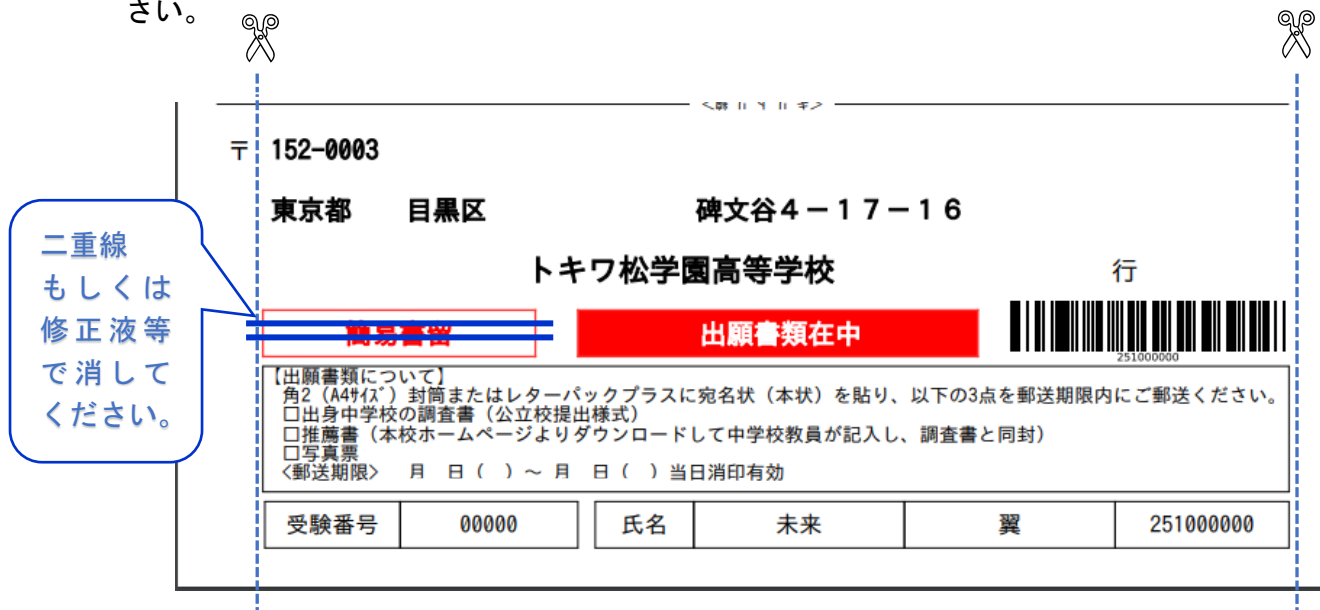 さい。
〒 152-0003
東京都 目黒区 碑文谷4－17－16
トキワ松学園高等学校 行
二重線
もしくは
修正液等
で消して
ください。
簡易書留 出願書類在中
251000000
【出願書類について】
角2（A4ｻｲｽﾞ）封筒またはレターパックプラスに宛名状（本状）を貼り、以下の3点を郵送期限内にご郵送ください。
□出身中学校の調査書（公立校提出様式）
□推薦書（本校ホームページよりダウンロードして中学校教員が記入し、調査書と同封）
□写真票
＜郵送期限＞ 月 日（ ）～ 月 日（ ）当日消印有効
受験番号 00000 氏名 未来 翼 251000000